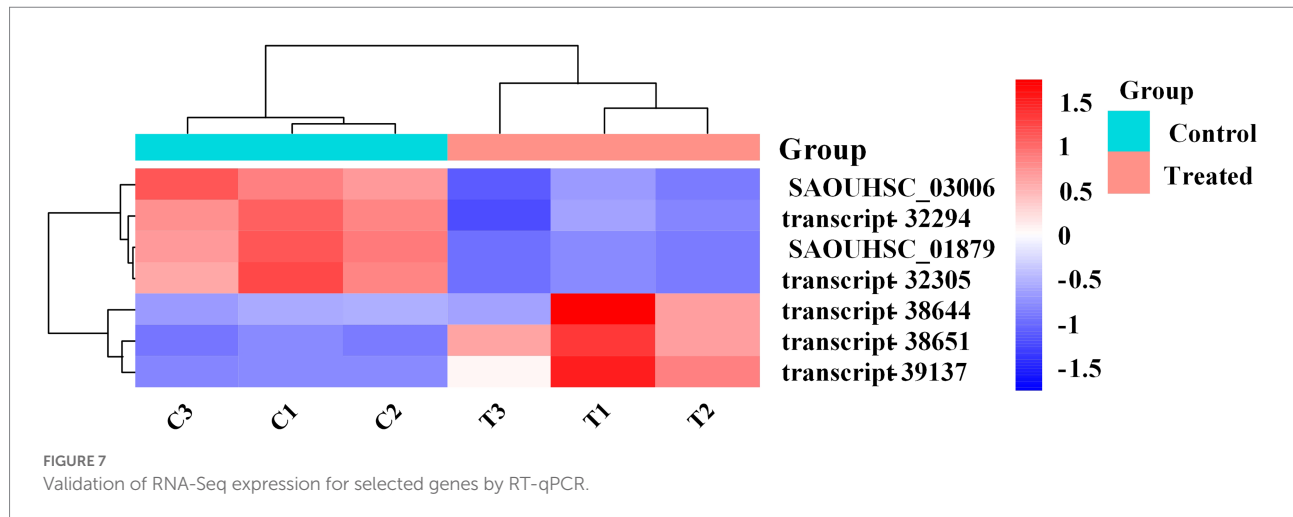 Group
SAOUHSC_03006
transcript- 32294
SAOUHSC_01879
transcript- 32305
transcript- 38644
transcript- 38651
transcript-39137
C3
C1
C2
T3
T1
T2
1.5
1
0.5
0
-0.5
-1
-1.5
Group
Control
Treated
FIGURE 7
Validation of RNA-Seq expression for selected genes by RT-qPCR.